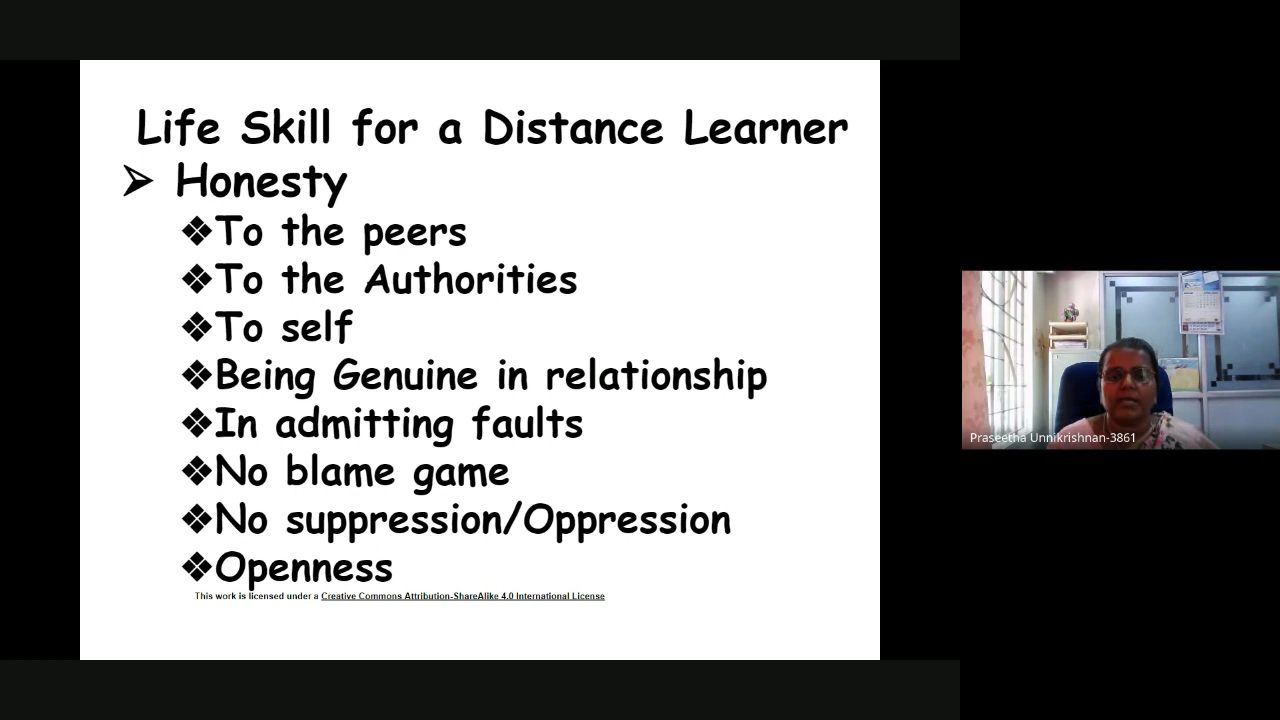 Life Skill for a Distance Learner
➢ Honesty
❖To the peers
❖To the Authorities
❖To self
❖Being Genuine in relationship
❖In admitting faults
❖No blame game
❖No suppression/Oppression
❖Openness
This work is licensed under a Creative Commons Attribution-ShareAlike 4.0 International License
Praseetha Unnikrishnan-3861